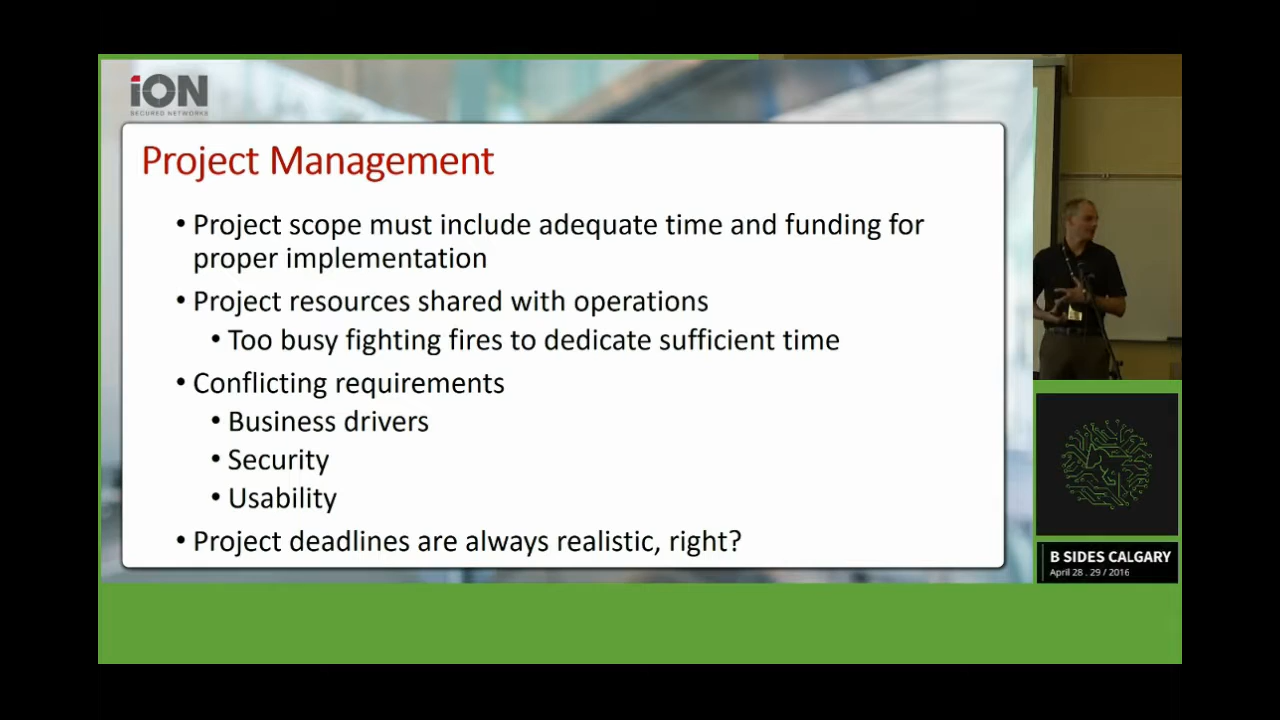 iON
SECURED NETWORKS
Project Management
• Project scope must include adequate time and funding for
proper implementation
• Project resources shared with operations
• Too busy fighting fires to dedicate sufficient time
• Conflicting requirements
• Business drivers
• Security
• Usability
• Project deadlines are always realistic, right?
B SIDES CALGARY
April 28 . 29 / 2016